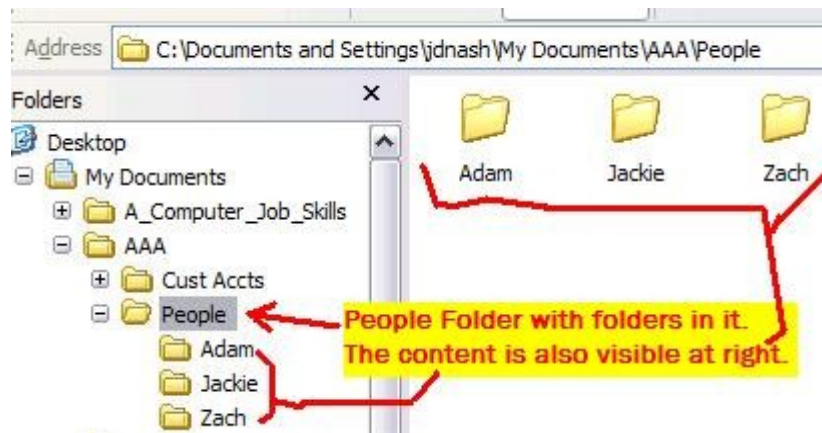 Address C:\Documents and Settings\jdnash\My Documents\AAA\People
Folders
Desktop
My Documents
A_Computer_Job_Skills
AAA
Cust Accts
People
Adam
Jackie
Zach
Adam Jackie Zach
People Folder with folders in it.
The content is also visible at right.